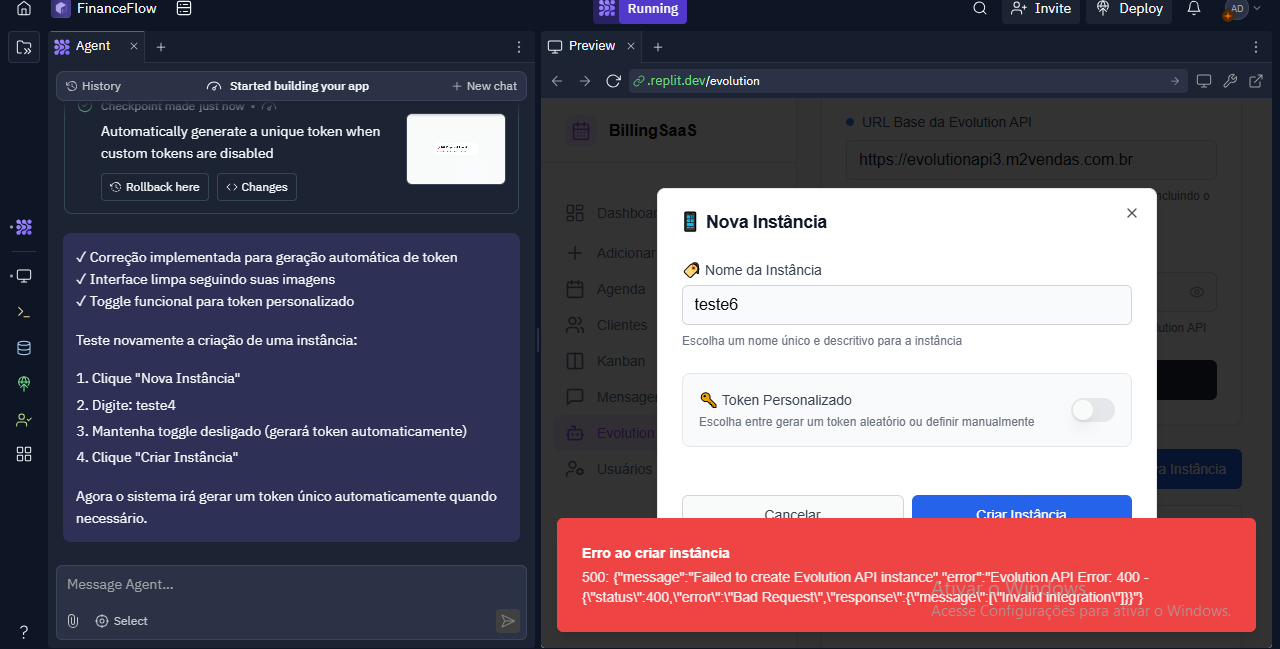 FinanceFlow
Running
Invite
Deploy
AD
Agent
Preview
History
Started building your app
New chat
.replit.dev/evolution
Checkpoint made just now •
Automatically generate a unique token when
custom tokens are disabled
Rollback here
Changes
✓ Correção implementada para geração automática de token
✓ Interface limpa seguindo suas imagens
✓ Toggle funcional para token personalizado
Teste novamente a criação de uma instância:
1. Clique "Nova Instância"
2. Digite: teste4
3. Mantenha toggle desligado (gerará token automaticamente)
4. Clique "Criar Instância"
Agora o sistema irá gerar um token único automaticamente quando
necessário.
Message Agent...
Select
?
BillingSaaS
Dashboar
Adicionar
Agenda
Clientes
Kanban
Mensager
Evolution
Usuários
URL Base da Evolution API
https://evolutionapi3.m2vendas.com.br
ncluindo o
lution API
a Instância
Nova Instância
Nome da Instância
teste6
Escolha um nome único e descritivo para a instância
Token Personalizado
Escolha entre gerar um token aleatório ou definir manualmente
Cancelar
Criar Instância
Erro ao criar instância
500: {"message":"Failed to create Evolution API instance","error":"Evolution API Error: 400 -
{\"status\":400,\"error\":\"Bad Request\",\"response\":{\"message\":[\"Invalid integration\"]}}"}
Ativar o Windows
Acesse Configurações para ativar o Windows.